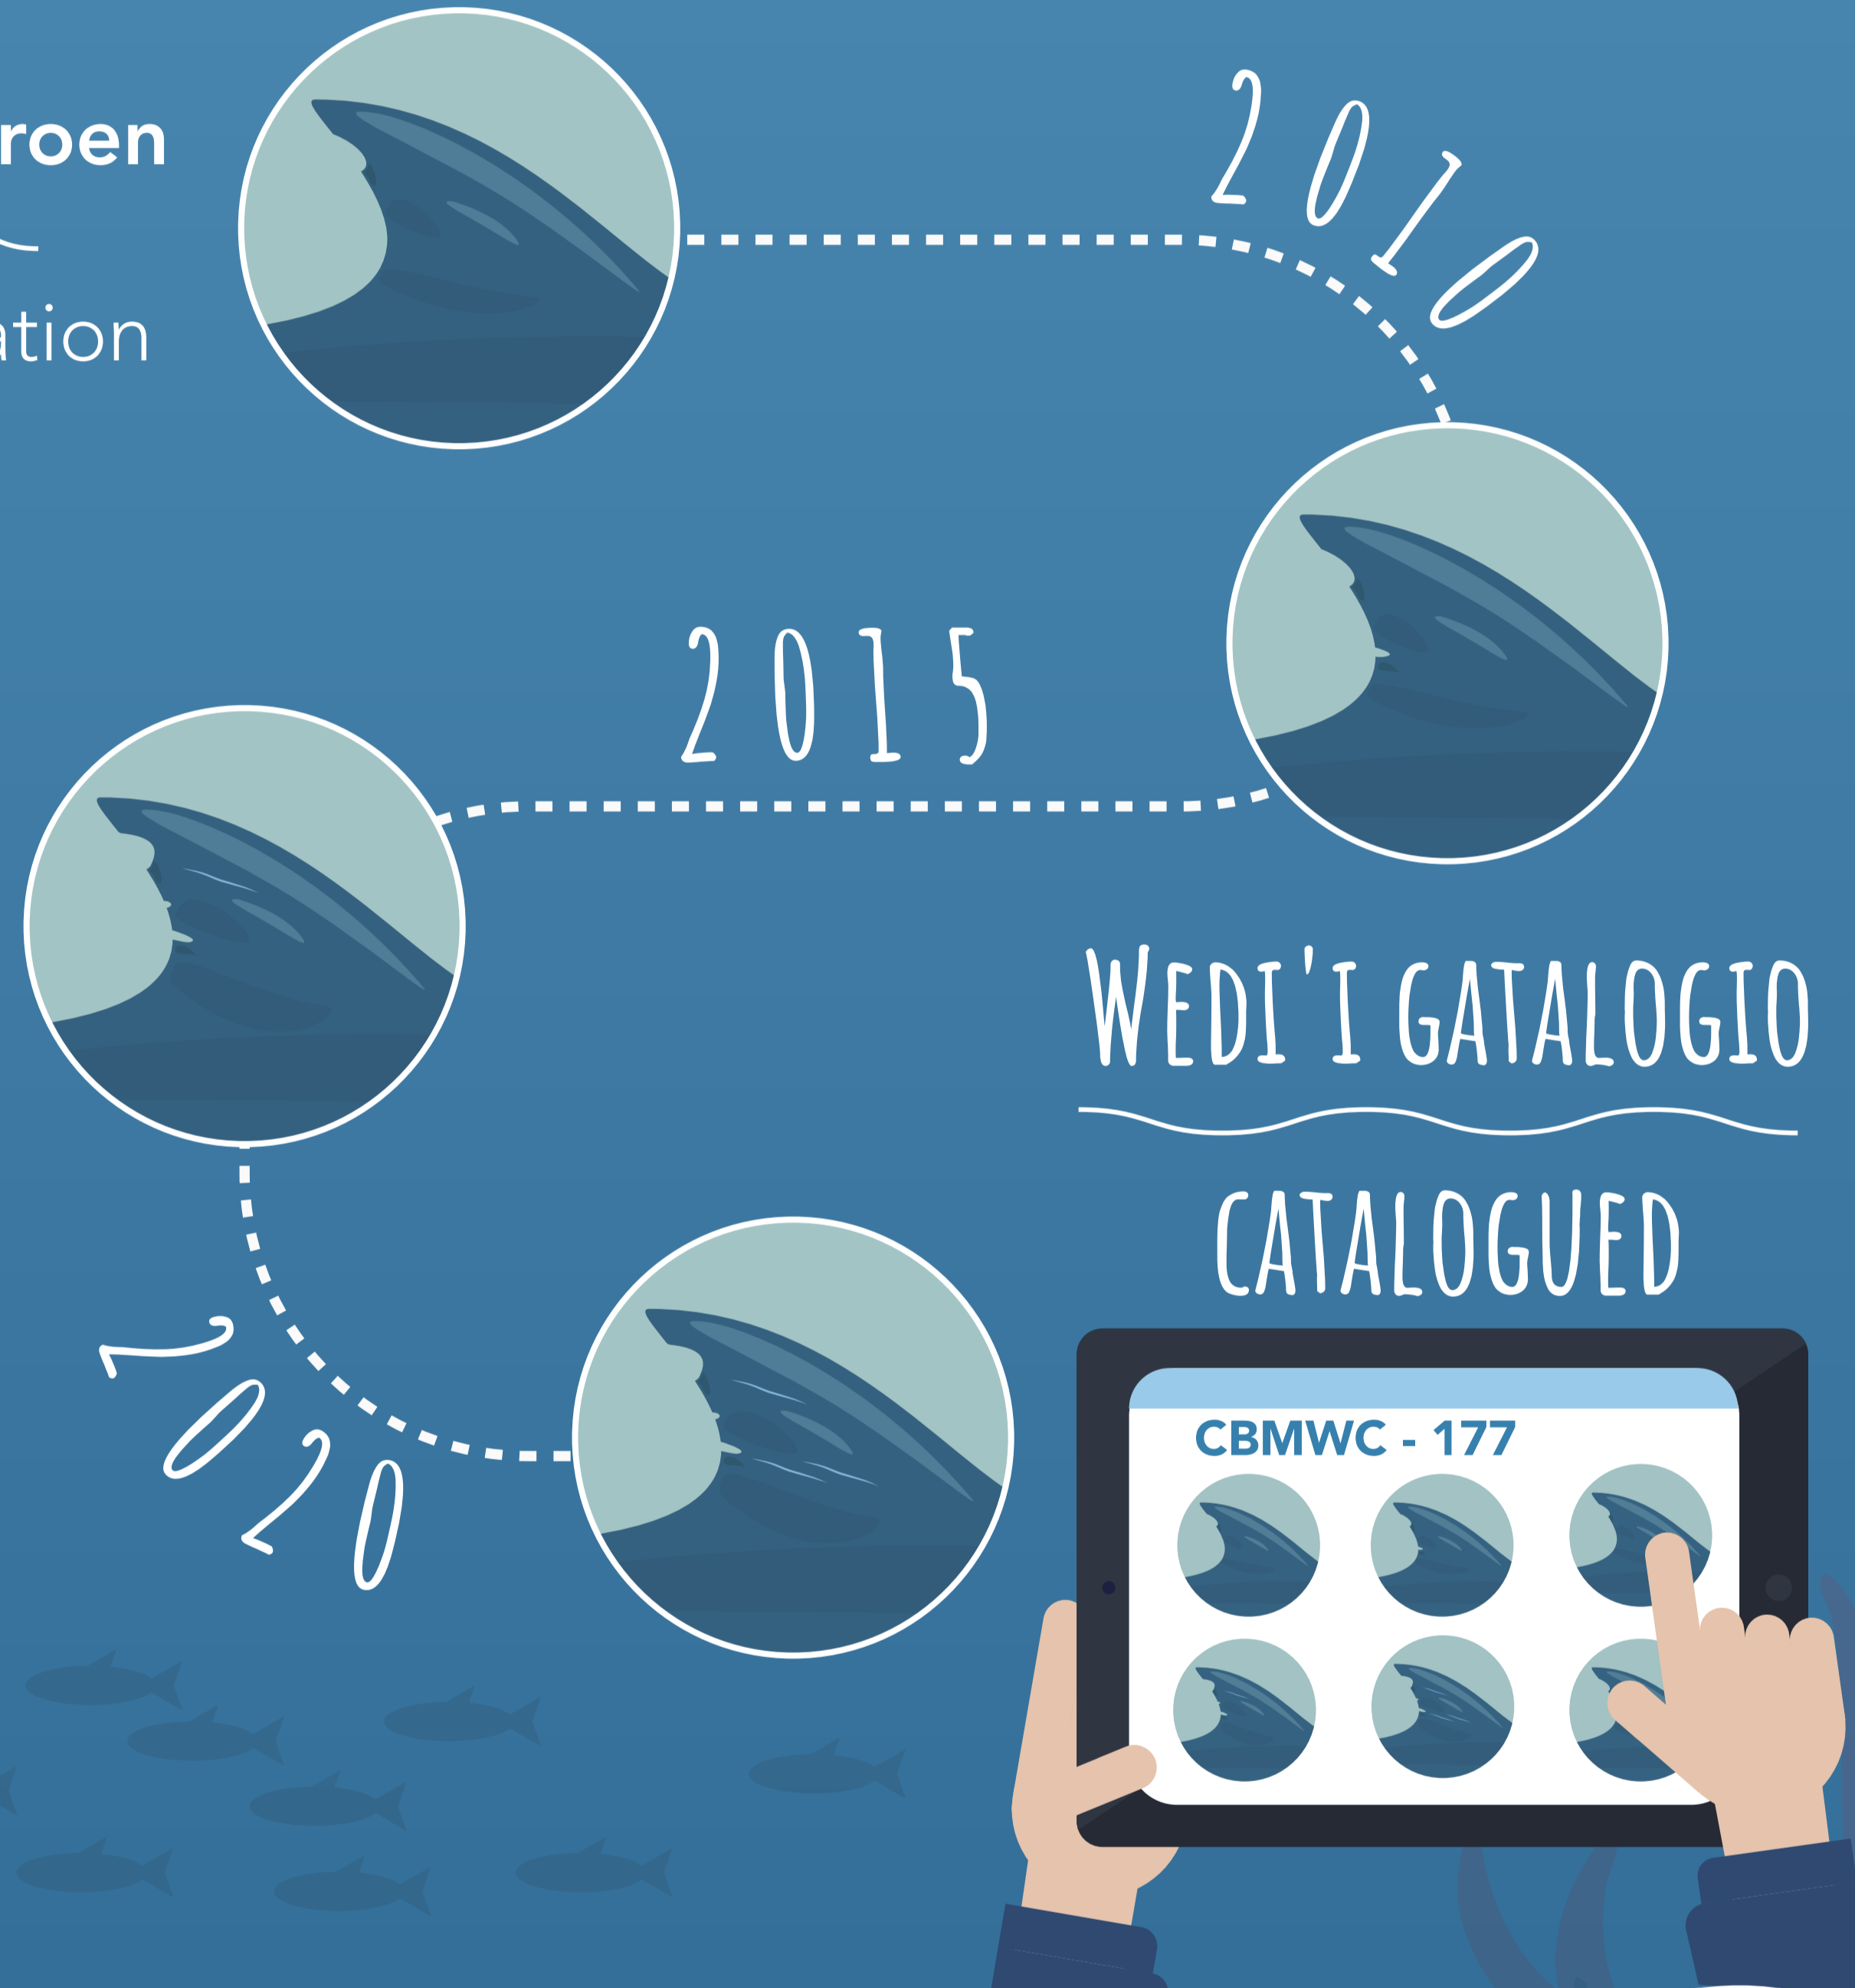 roen
ation
2010
2015
WEDI'I GATALOGIO
CATALOGUED
2020
CBMWC - 177